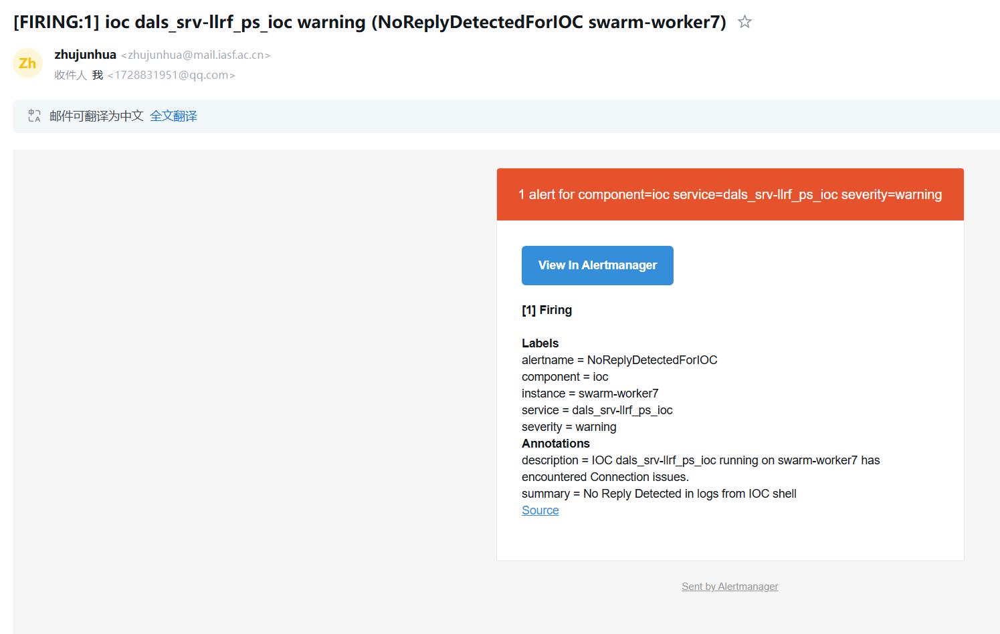 [FIRING:1] ioc dals_srv-llrf_ps_ioc warning (NoReplyDetectedForIOC swarm-worker7)
Zh
zhujunhua <zhujunhua@mail.iasf.ac.cn>
收件人 我 <1728831951@qq.com>
邮件可翻译为中文 全文翻译
1 alert for component=ioc service=dals_srv-llrf_ps_ioc severity=warning
View In Alertmanager
[1] Firing
Labels
alertname = NoReplyDetectedForIOC
component = ioc
instance = swarm-worker7
service = dals_srv-llrf_ps_ioc
severity = warning
Annotations
description = IOC dals_srv-llrf_ps_ioc running on swarm-worker7 has
encountered Connection issues.
summary = No Reply Detected in logs from IOC shell
Source
Sent by Alertmanager